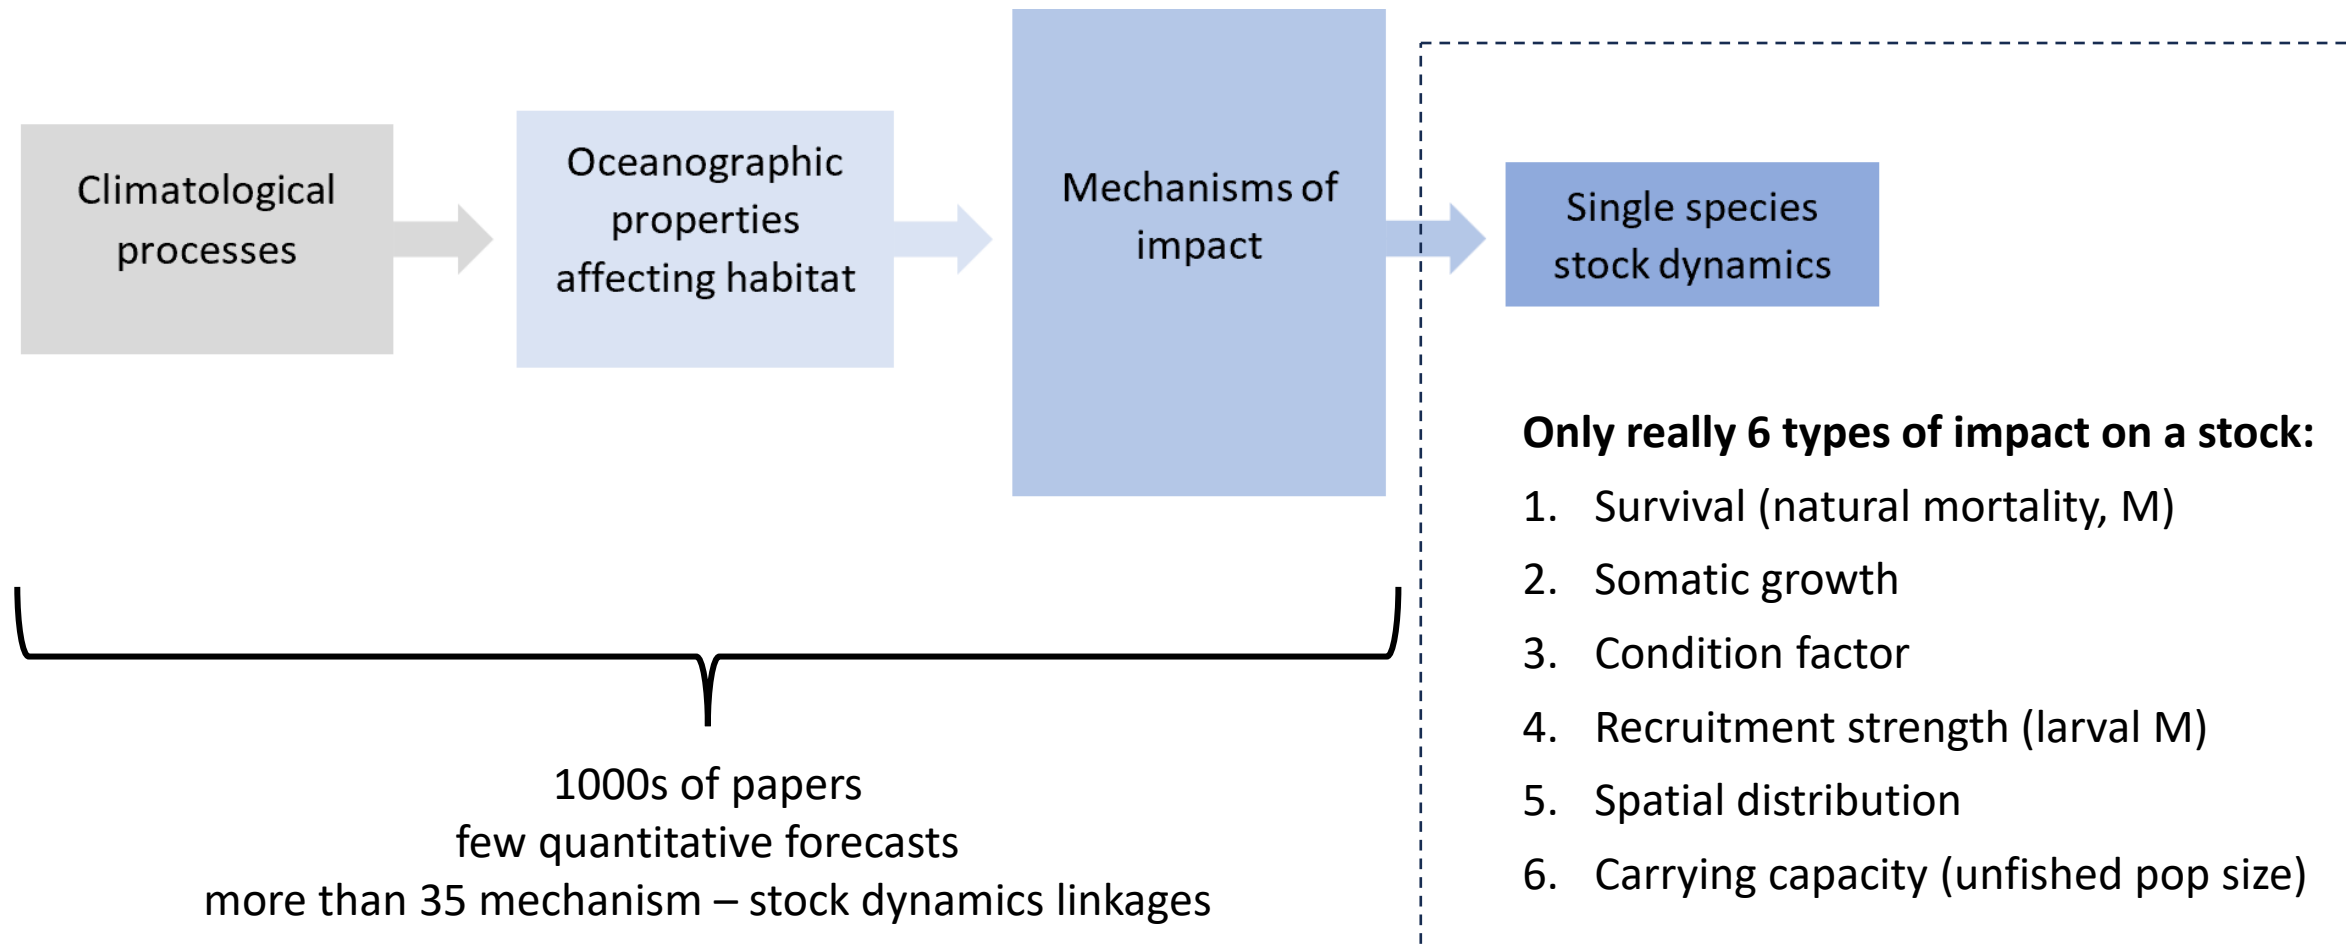 Climatological
processes
Oceanographic
properties
affecting habitat
Mechanisms of
impact
Single species
stock dynamics
Only really 6 types of impact on a stock:
1. Survival (natural mortality, M)
2. Somatic growth
3. Condition factor
4. Recruitment strength (larval M)
5. Spatial distribution
6. Carrying capacity (unfished pop size)
1000s of papers
few quantitative forecasts
more than 35 mechanism – stock dynamics linkages